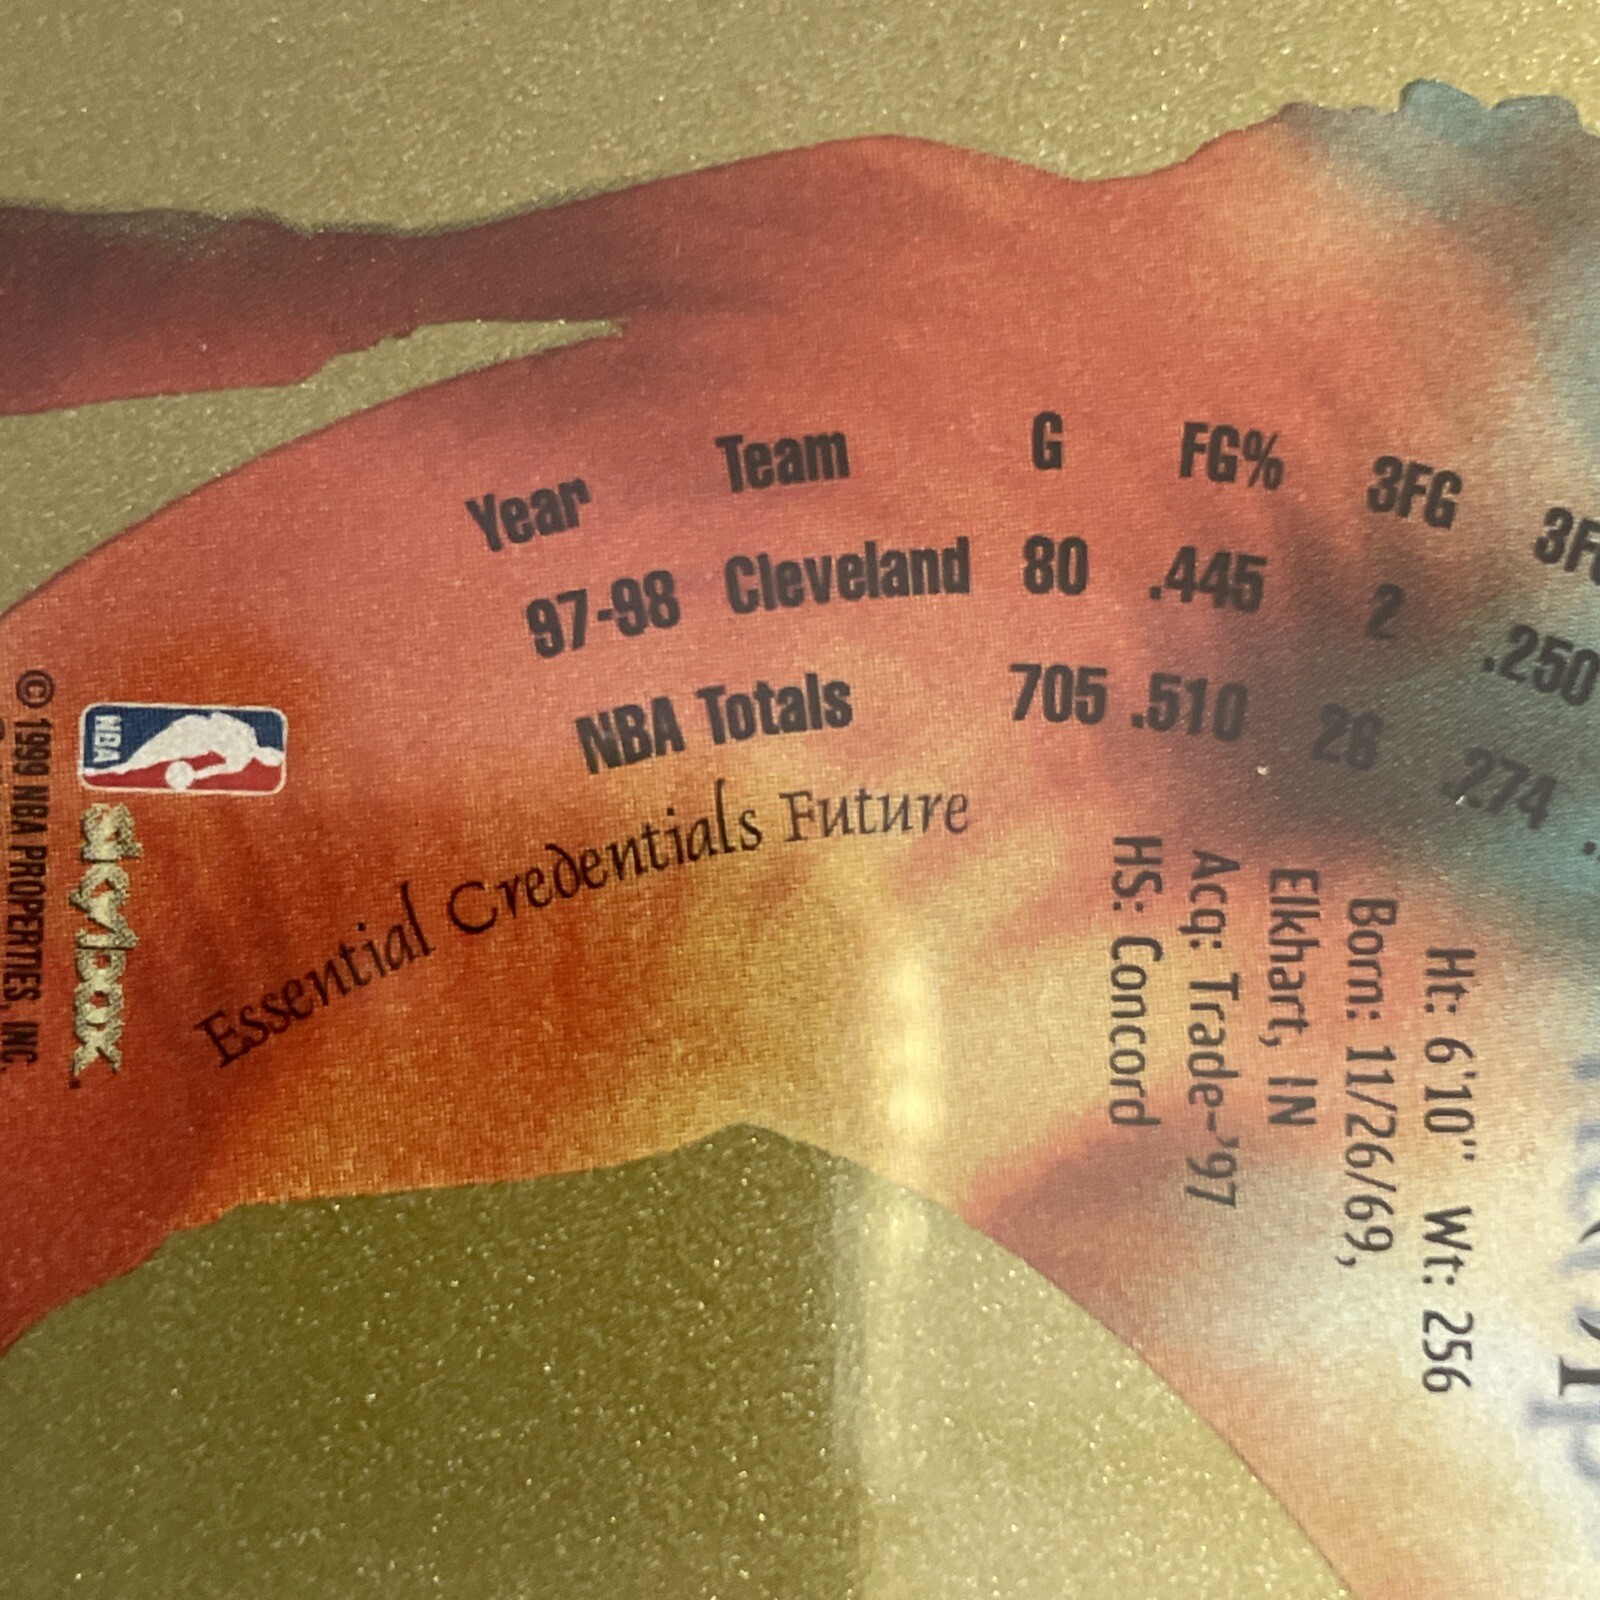 Year Team G FG% 3FG
97-98 Cleveland 80 .445 2 .250
NBA Totals 705 .510 26 .274
Essential Credentials Future
Ht: 6'10" Wt: 256
Born: 11/26/69,
Elkhart, IN
Acq: Trade-'97
HS: Concord
NBA
skybox
© 1999 NBA PROPERTIES, INC.